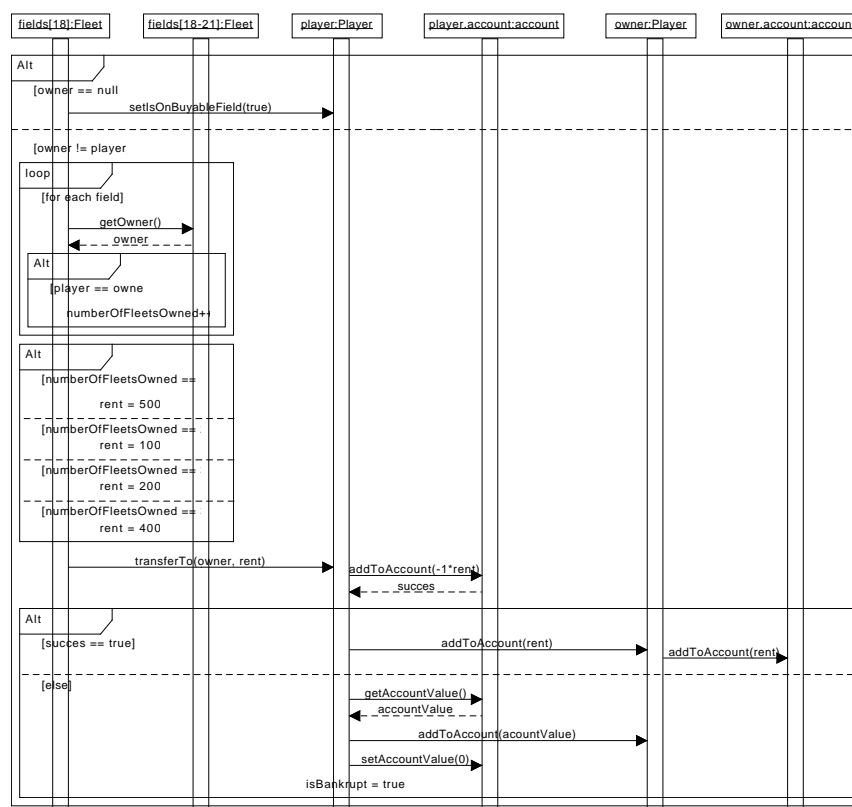 fields[18]:Fleet
fields[18-21]:Fleet
player:Player
player.account:account
owner:Player
owner.account:accoun
Alt
[owner == null
setIsOnBuyableField(true)
[owner != player
loop
[for each field]
getOwner()
owner
Alt
[player == owne
numberOfFleetsOwned++
Alt
[numberOfFleetsOwned ==
rent = 500
[numberOfFleetsOwned ==
rent = 100
[numberOfFleetsOwned ==
rent = 200
[numberOfFleetsOwned ==
rent = 400
transferTo(owner, rent)
addToAccount(-1*rent)
succes
Alt
[succes == true]
addToAccount(rent)
addToAccount(rent)
[else]
getAccountValue()
accountValue
addToAccount(acountValue)
setAccountValue(0)
isBankrupt = true